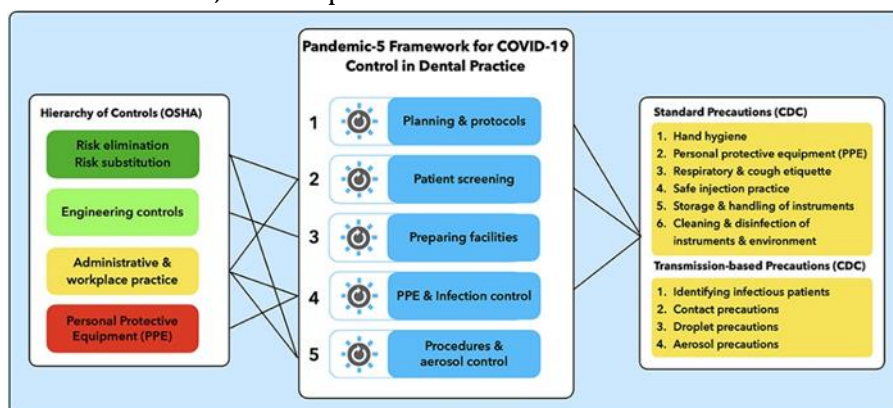 Pandemic-5 Framework for COVID-19
Control in Dental Practice
Hierarchy of Controls (OSHA)
Risk elimination
Risk substitution
Engineering controls
Administrative &
workplace practice
Personal Protective
Equipment (PPE)
1 Planning & protocols
2 Patient screening
3 Preparing facilities
4 PPE & Infection control
5 Procedures &
aerosol control
Standard Precautions (CDC)
1. Hand hygiene
2. Personal protective equipment (PPE)
3. Respiratory & cough etiquette
4. Safe injection practice
5. Storage & handling of instruments
6. Cleaning & disinfection of
instruments & environment
Transmission-based Precautions (CDC)
1. Identifying infectious patients
2. Contact precautions
3. Droplet precautions
4. Aerosol precautions